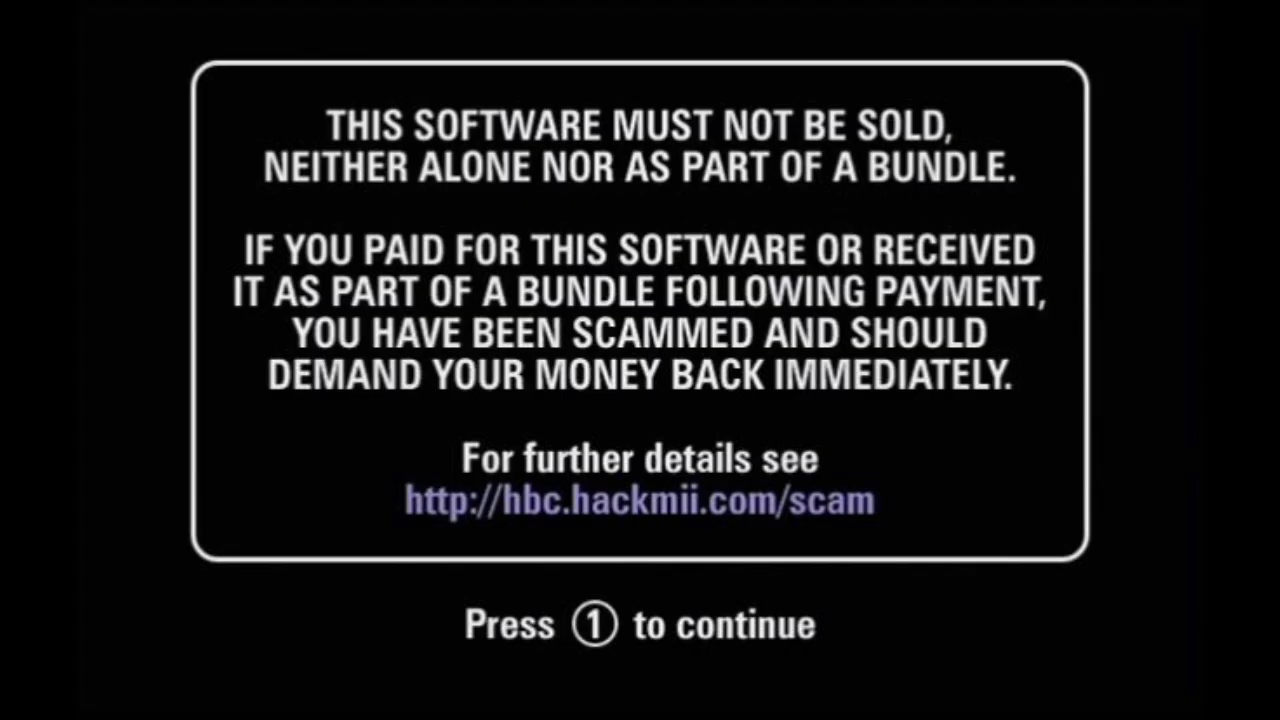 THIS SOFTWARE MUST NOT BE SOLD,
NEITHER ALONE NOR AS PART OF A BUNDLE.
IF YOU PAID FOR THIS SOFTWARE OR RECEIVED
IT AS PART OF A BUNDLE FOLLOWING PAYMENT,
YOU HAVE BEEN SCAMMED AND SHOULD
DEMAND YOUR MONEY BACK IMMEDIATELY.
For further details see
http://hbc.hackmii.com/scam
Press 1 to continue